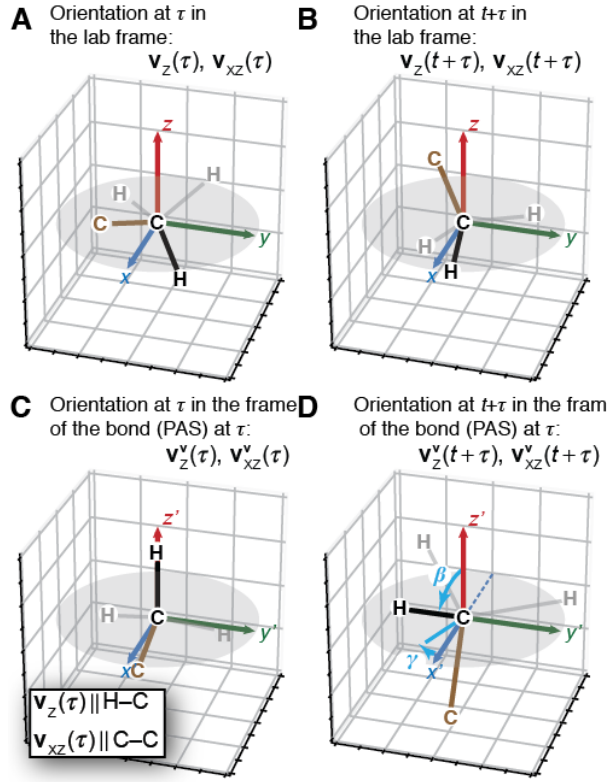 A Orientation at τ in
the lab frame:
v_Z(τ), v_XZ(τ)
z
H
H
C
C
y
x
H
B Orientation at t+τ in
the lab frame:
v_Z(t+τ), v_XZ(t+τ)
z
C
C
H
H
y
x
H
C Orientation at τ in the frame
of the bond (PAS) at τ:
v^v_Z(τ), v^v_XZ(τ)
z’
H
H
C
H
y’
x’
C
v_Z(τ)||H–C
v_XZ(τ)||C–C
D Orientation at t+τ in the fram
of the bond (PAS) at τ:
v^v_Z(t+τ), v^v_XZ(t+τ)
z’
H
β
H
H
C
y’
γ
x’
C